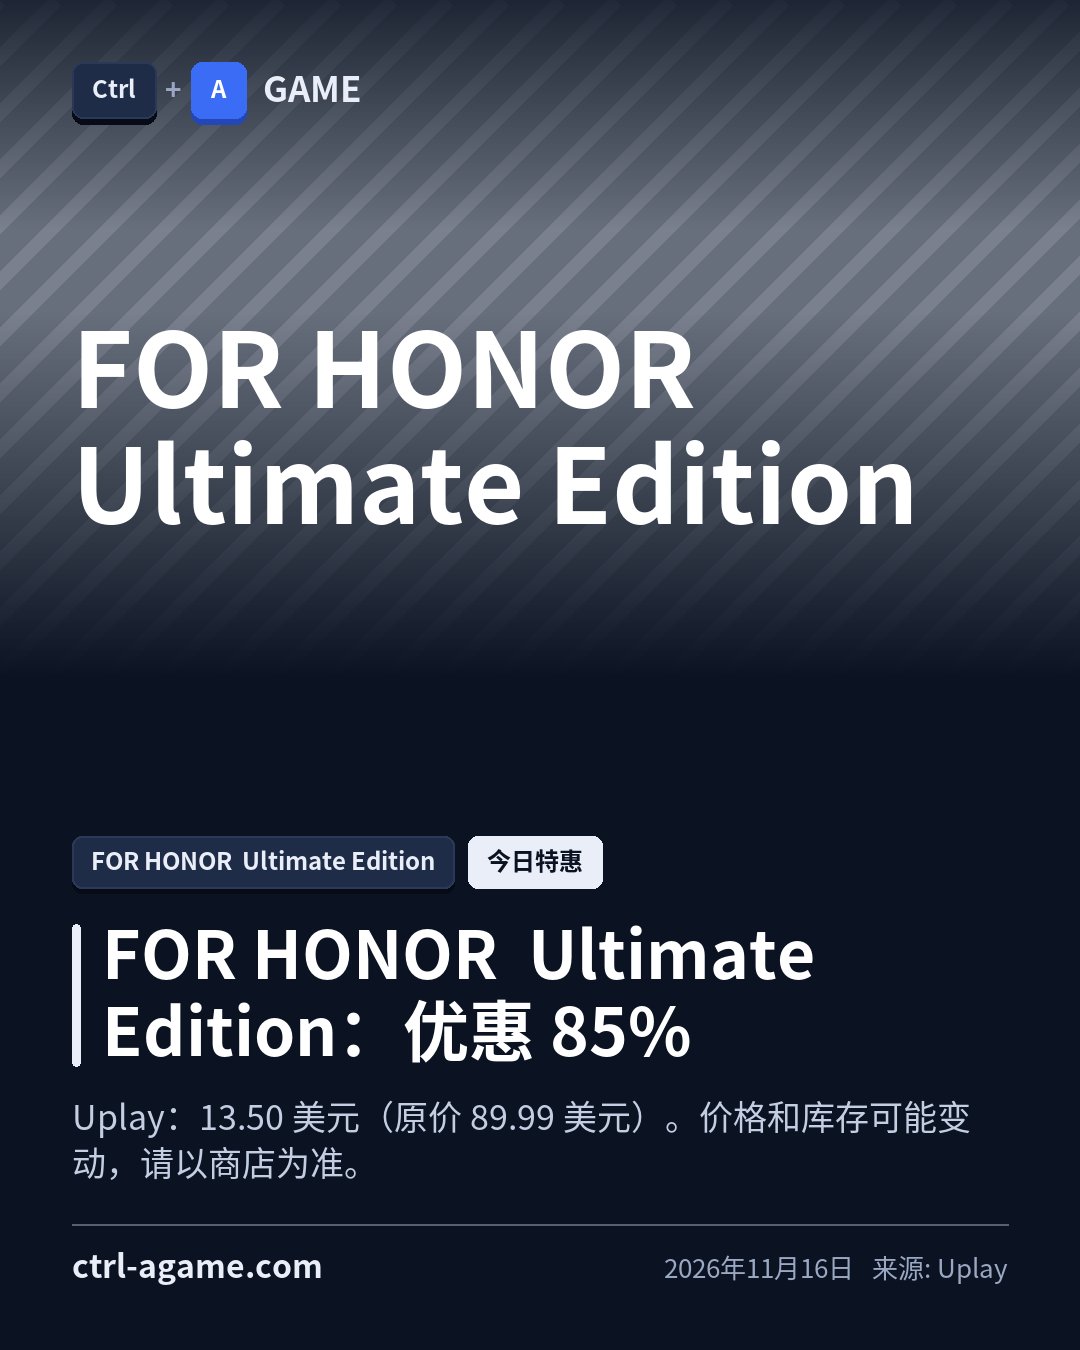 Ctrl + A GAME
FOR HONOR
Ultimate Edition
FOR HONOR  Ultimate Edition 今日特惠
FOR HONOR  Ultimate
Edition：优惠 85%
Uplay：13.50 美元（原价 89.99 美元）。价格和库存可能变
动，请以商店为准。
ctrl-agame.com 2026年11月16日 来源: Uplay